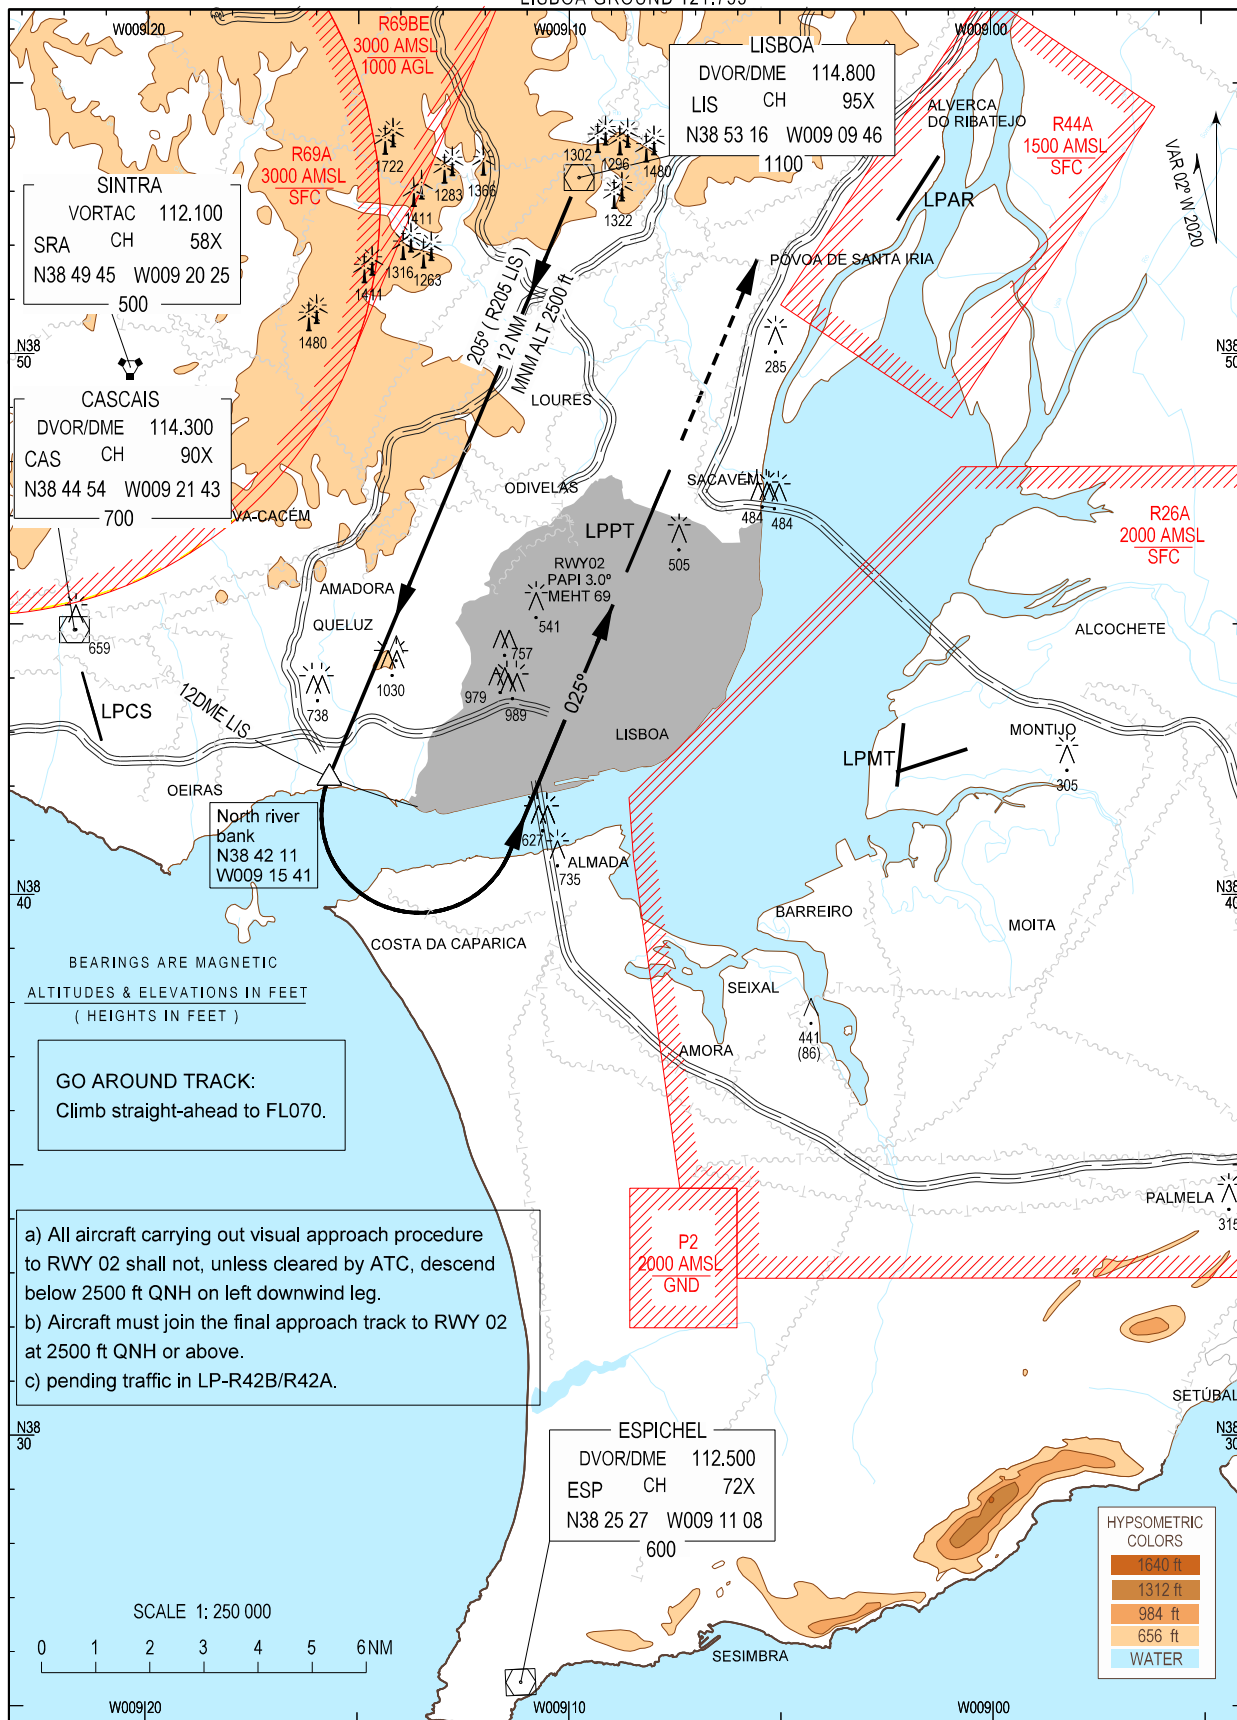 LISBOA GROUND 121.755
W009 20
W009 10
W009 00
R69BE
3000 AMSL
1000 AGL
LISBOA
DVOR/DME 114.800
LIS CH 95X
N38 53 16 W009 09 46
1100
ALVERCA
DO RIBATEJO
R44A
1500 AMSL
SFC
VAR 02° W 2020
R69A
3000 AMSL
SFC
1722
1283
1366
1411
1302
1296
1480
1322
LPAR
SINTRA
VORTAC 112.100
SRA CH 58X
N38 49 45 W009 20 25
500
1316
1263
1411
1480
205° ( R205 LIS )
12 NM
MNM ALT 2500 ft
PÓVOA DE SANTA IRIA
285
N38
50
N38
50
CASCAIS
DVOR/DME 114.300
CAS CH 90X
N38 44 54 W009 21 43
700
LOURES
ODIVELAS
SACAVÉM
484
484
VA-CACÉM
LPPT
RWY02
PAPI 3.0°
MEHT 69
505
R26A
2000 AMSL
SFC
AMADORA
QUELUZ
541
757
979
989
1030
738
659
LPCS
12DME LIS
025°
LISBOA
ALCOCHETE
MONTIJO
LPMT
305
OEIRAS
North river
bank
N38 42 11
W009 15 41
627
735
ALMADA
N38
40
N38
40
COSTA DA CAPARICA
BARREIRO
MOITA
SEIXAL
AMORA
441
(86)
BEARINGS ARE MAGNETIC
ALTITUDES & ELEVATIONS IN FEET
( HEIGHTS IN FEET )
GO AROUND TRACK:
Climb straight-ahead to FL070.
PALMELA
315
P2
2000 AMSL
GND
a) All aircraft carrying out visual approach procedure
to RWY 02 shall not, unless cleared by ATC, descend
below 2500 ft QNH on left downwind leg.
b) Aircraft must join the final approach track to RWY 02
at 2500 ft QNH or above.
c) pending traffic in LP-R42B/R42A.
SETÚBAL
N38
30
N38
30
ESPICHEL
DVOR/DME 112.500
ESP CH 72X
N38 25 27 W009 11 08
600
HYPSOMETRIC
COLORS
1640 ft
1312 ft
984 ft
656 ft
WATER
SCALE 1: 250 000
0 1 2 3 4 5 6 NM
SESIMBRA
W009 20
W009 10
W009 00